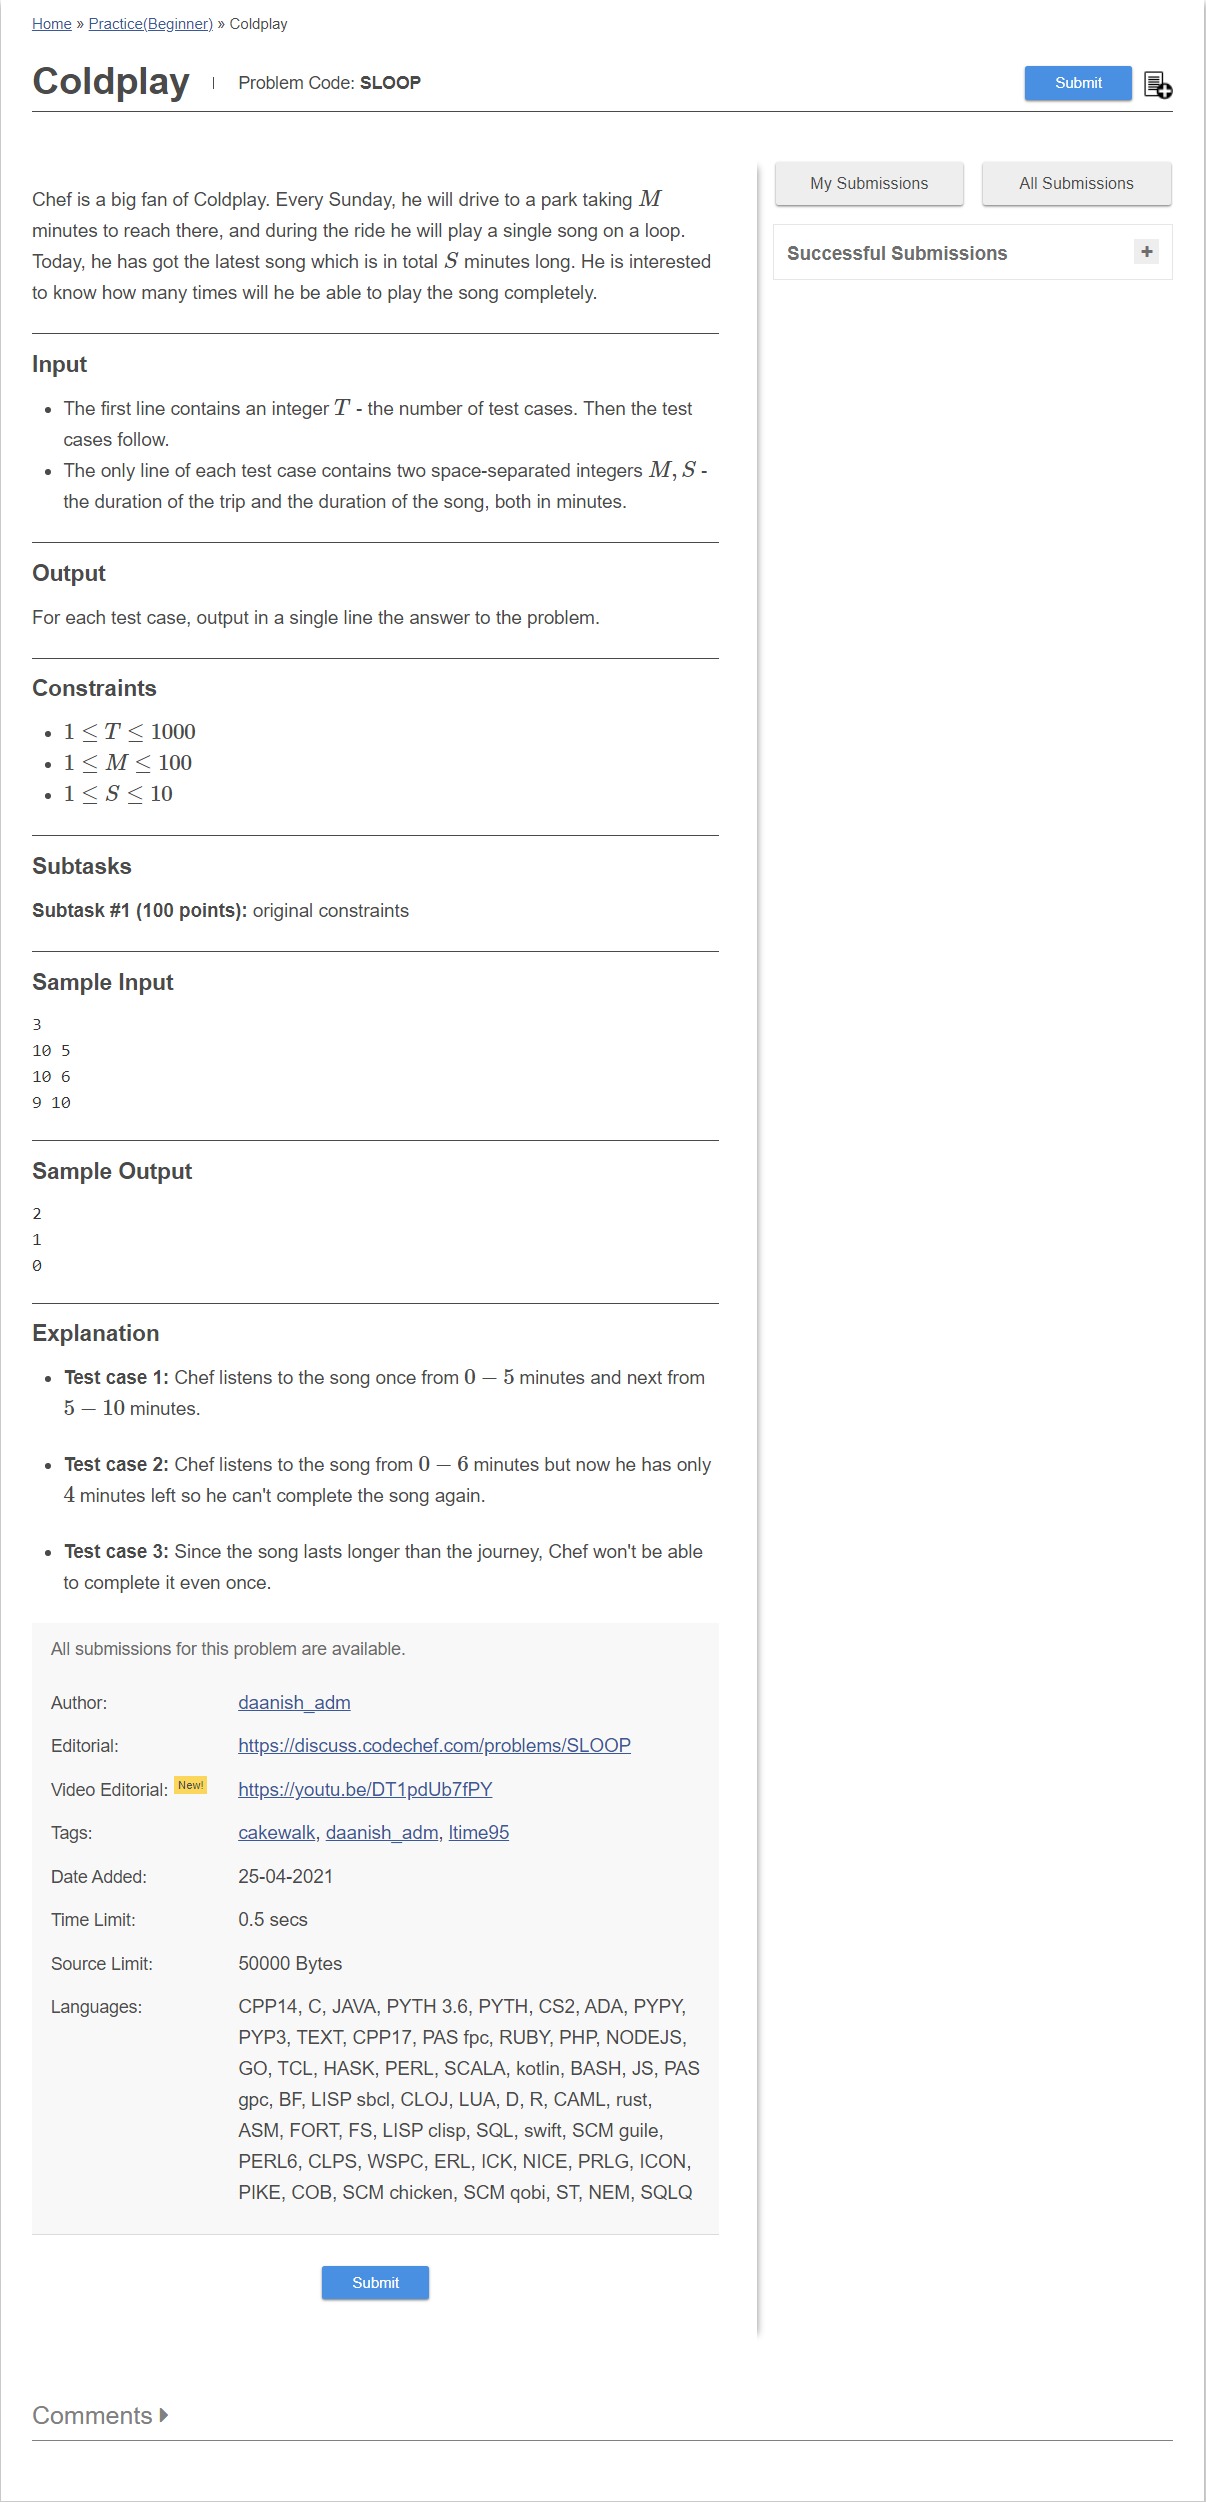 Home » Practice(Beginner) » Coldplay
Coldplay | Problem Code: SLOOP
Submit
Chef is a big fan of Coldplay. Every Sunday, he will drive to a park taking M
minutes to reach there, and during the ride he will play a single song on a loop.
Today, he has got the latest song which is in total S minutes long. He is interested
to know how many times will he be able to play the song completely.
Input
• The first line contains an integer T - the number of test cases. Then the test
cases follow.
• The only line of each test case contains two space-separated integers M, S -
the duration of the trip and the duration of the song, both in minutes.
Output
For each test case, output in a single line the answer to the problem.
Constraints
• 1 ≤ T ≤ 1000
• 1 ≤ M ≤ 100
• 1 ≤ S ≤ 10
Subtasks
Subtask #1 (100 points): original constraints
Sample Input
3
10 5
10 6
9 10
Sample Output
2
1
0
Explanation
• Test case 1: Chef listens to the song once from 0 − 5 minutes and next from
5 − 10 minutes.
• Test case 2: Chef listens to the song from 0 − 6 minutes but now he has only
4 minutes left so he can't complete the song again.
• Test case 3: Since the song lasts longer than the journey, Chef won't be able
to complete it even once.
All submissions for this problem are available.
Author: daanish_adm
Editorial: https://discuss.codechef.com/problems/SLOOP
Video Editorial: New! https://youtu.be/DT1pdUb7fPY
Tags: cakewalk, daanish_adm, ltime95
Date Added: 25-04-2021
Time Limit: 0.5 secs
Source Limit: 50000 Bytes
Languages: CPP14, C, JAVA, PYTH 3.6, PYTH, CS2, ADA, PYPY,
PYP3, TEXT, CPP17, PAS fpc, RUBY, PHP, NODEJS,
GO, TCL, HASK, PERL, SCALA, kotlin, BASH, JS, PAS
gpc, BF, LISP sbcl, CLOJ, LUA, D, R, CAML, rust,
ASM, FORT, FS, LISP clisp, SQL, swift, SCM guile,
PERL6, CLPS, WSPC, ERL, ICK, NICE, PRLG, ICON,
PIKE, COB, SCM chicken, SCM qobi, ST, NEM, SQLQ
Submit
My Submissions
All Submissions
Successful Submissions +
Comments